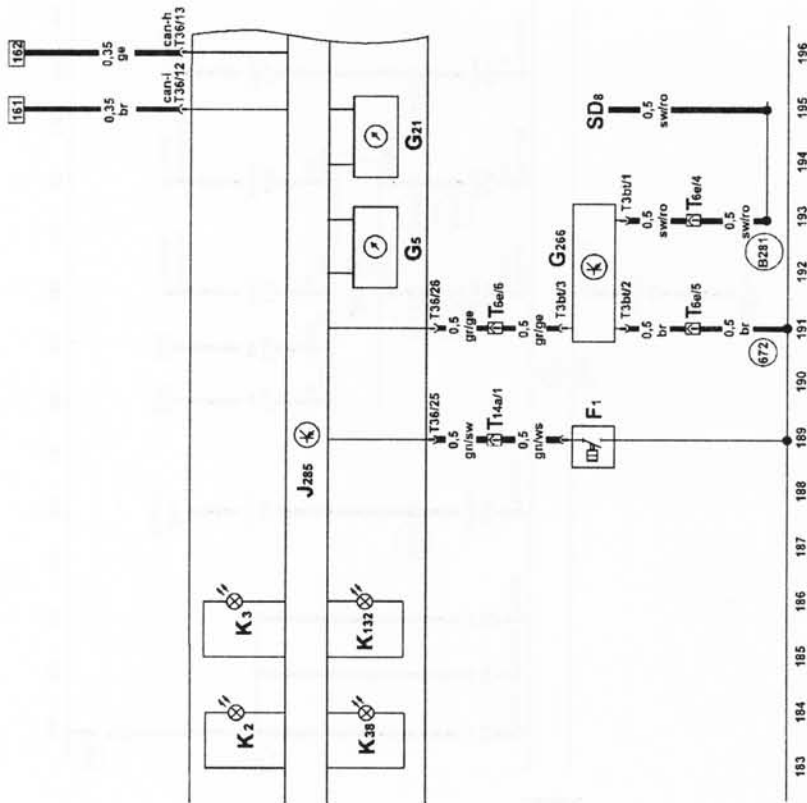 161
162
0,35
br
0,35
ge
can-l
T36/12
can-h
T36/13
K2
K3
J285
G5
G21
K38
K132
T36/25
0,5
gn/sw
T14a/1
0,5
gn/ws
F1
T36/26
0,5
gr/ge
T6e/6
0,5
gr/ge
T3bt/3
G266
T3bt/2
0,5
br
T6e/5
0,5
br
672
T3bt/1
0,5
sw/ro
T6e/4
0,5
sw/ro
B281
SD8
0,5
sw/ro
183 184 185 186 187 188 189 190 191 192 193 194 195 196